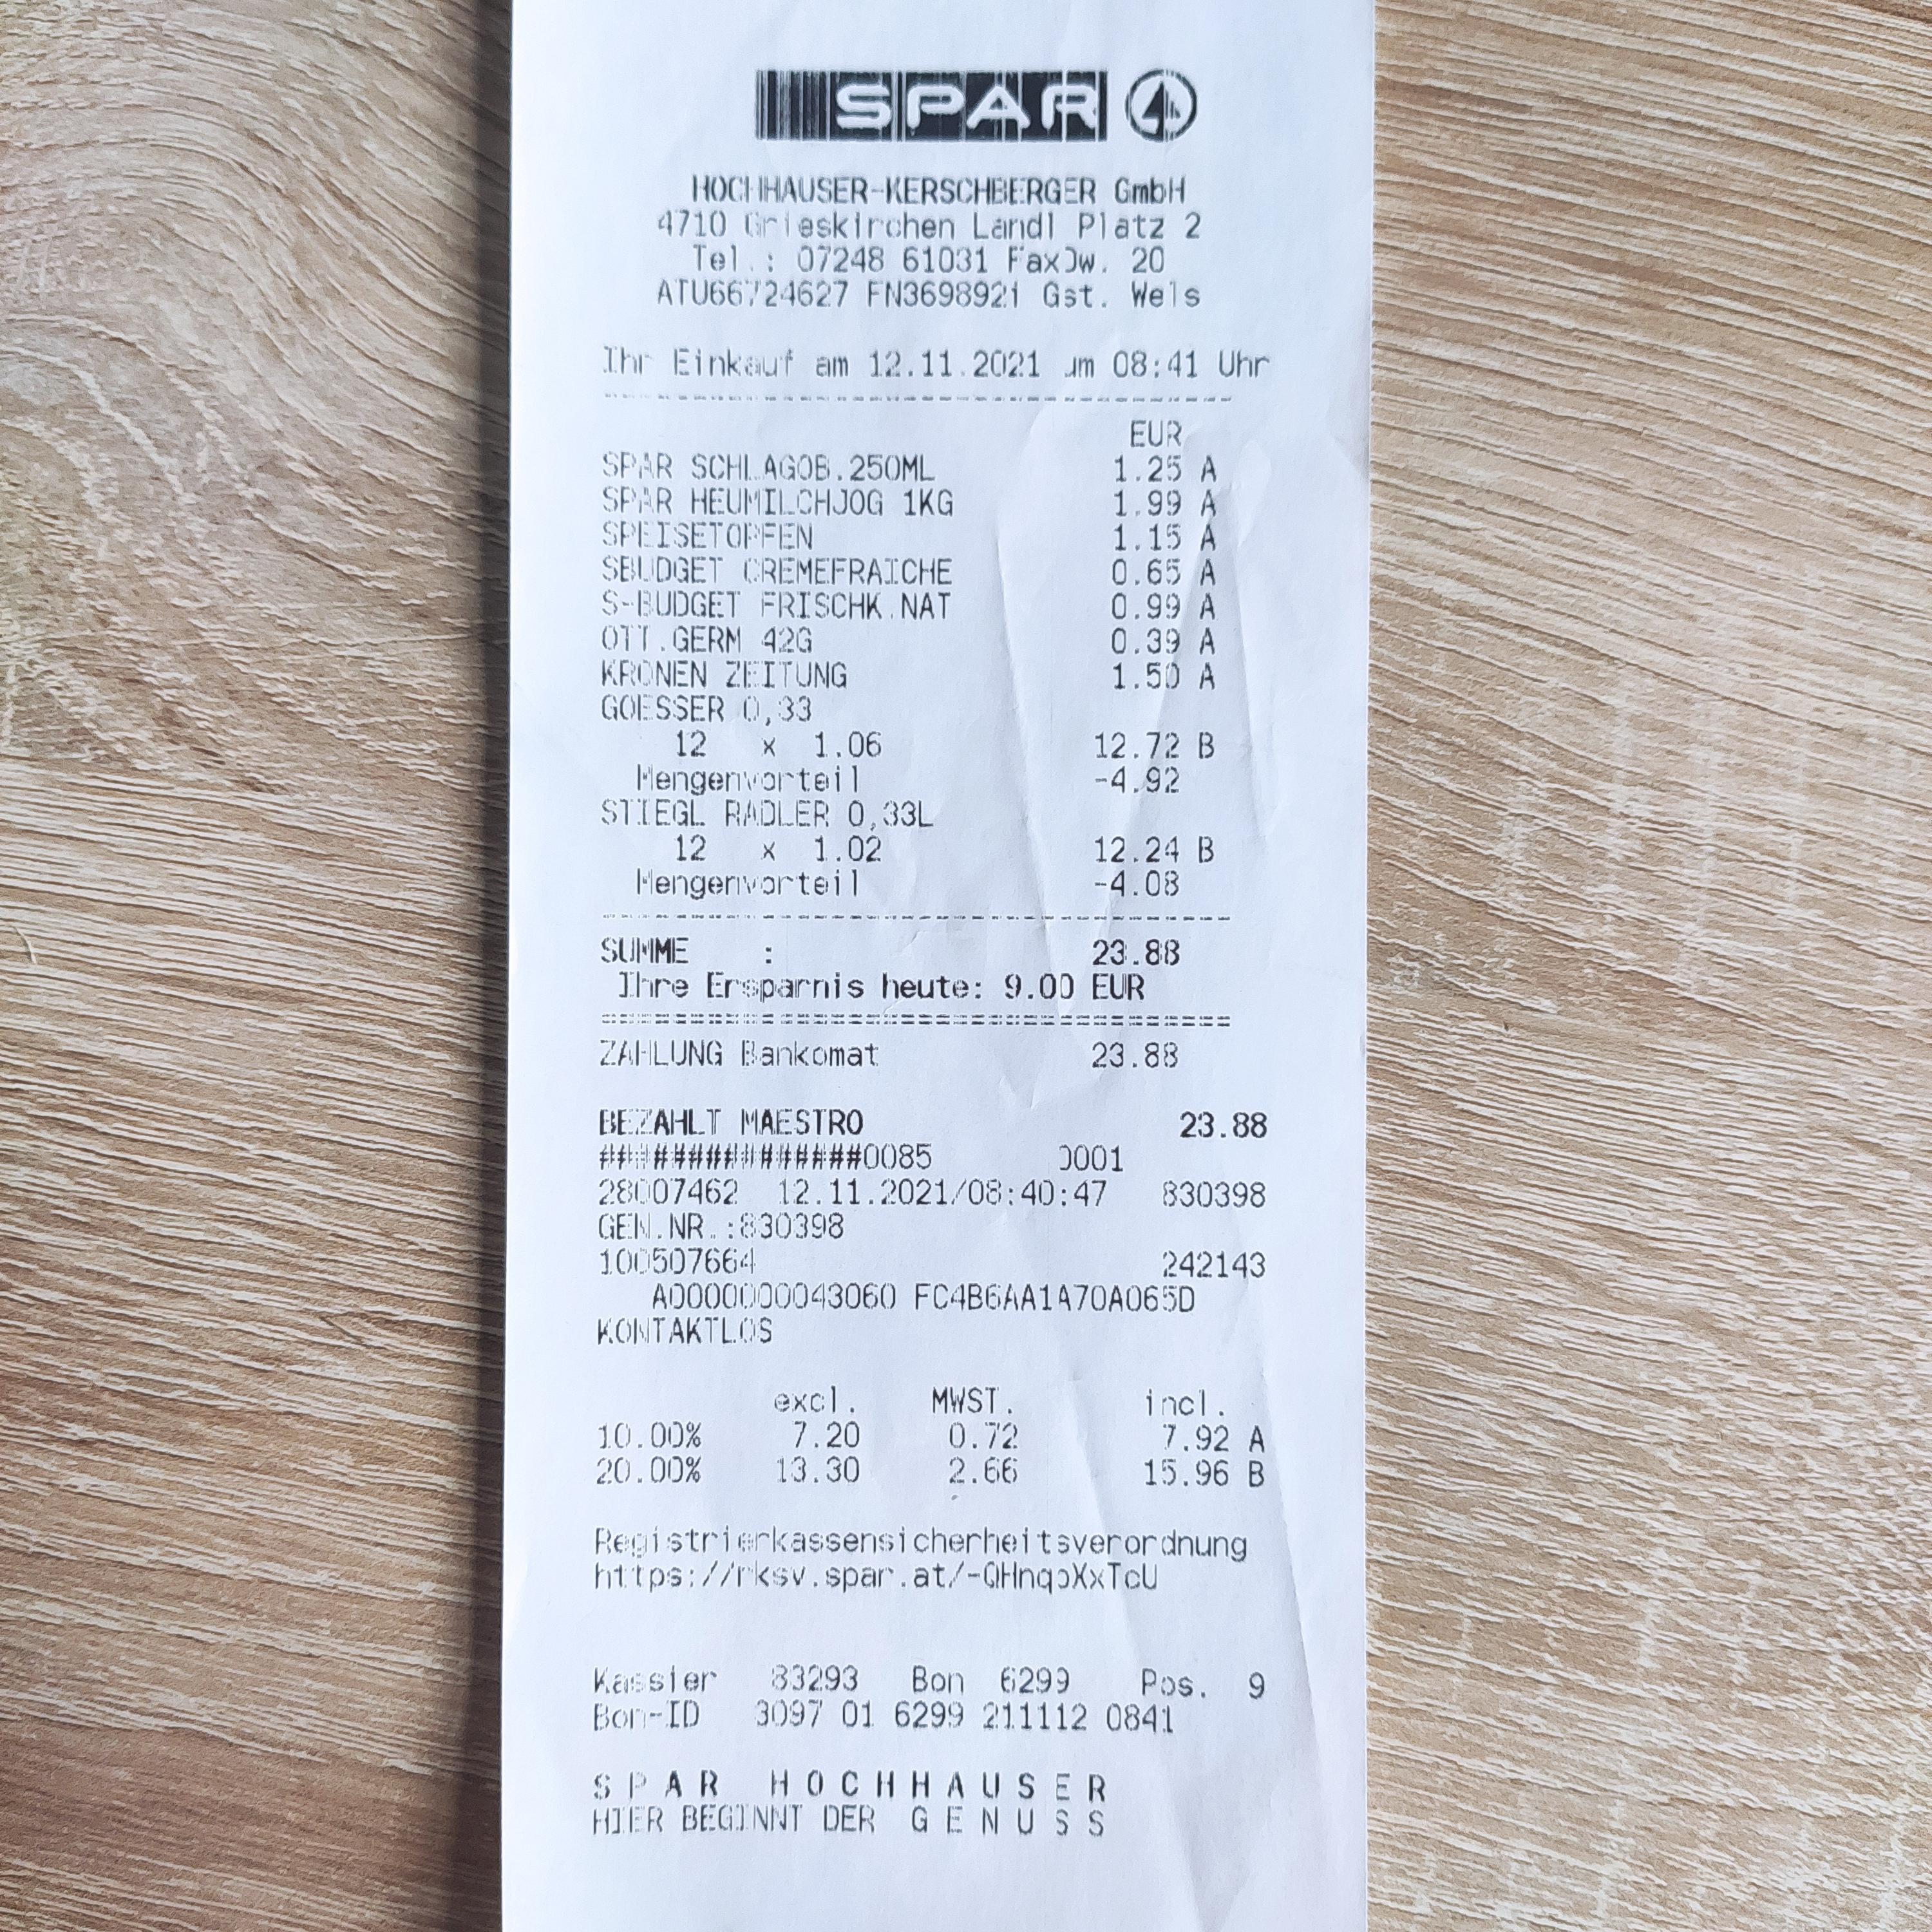 SPAR
HOCHHAUSER-KERSCHBERGER GmbH
4710 Grieskirchen Landl Platz 2
Tel.: 07248 61031 FaxDw. 20
ATU66724627 FN369892i Gst. Wels
Ihr Einkauf am 12.11.2021 um 08:41 Uhr
EUR
SPAR SCHLAGOB.250ML 1.25 A
SPAR HEUMILCHJOG 1KG 1.99 A
SPEISETOPFEN 1.15 A
SBUDGET CREMEFRAICHE 0.65 A
S-BUDGET FRISCHK.NAT 0.99 A
OTT.GERM 42G 0.39 A
KRONEN ZEITUNG 1.50 A
GOESSER 0,33
12 x 1.06 12.72 B
Mengenvorteil -4.92
STIEGL RADLER 0,33L
12 x 1.02 12.24 B
Mengenvorteil -4.08
SUMME : 23.88
Ihre Ersparnis heute: 9.00 EUR
ZAHLUNG Bankomat 23.88
BEZAHLT MAESTRO 23.88
###############0085 0001
28007462 12.11.2021/08:40:47 830398
GEN.NR.:830398
100507664 242143
A0000000043060 FC4B6AA1A70A065D
KONTAKTLOS
excl. MWST. incl.
10.00% 7.20 0.72 7.92 A
20.00% 13.30 2.66 15.96 B
Registrierkassensicherheitsverordnung
https://rksv.spar.at/-QHnqpXxTcU
Kassier 83293 Bon 6299 Pos. 9
Bon-ID 3097 01 6299 211112 0841
S P A R H O C H H A U S E R
HIER BEGINNT DER G E N U S S